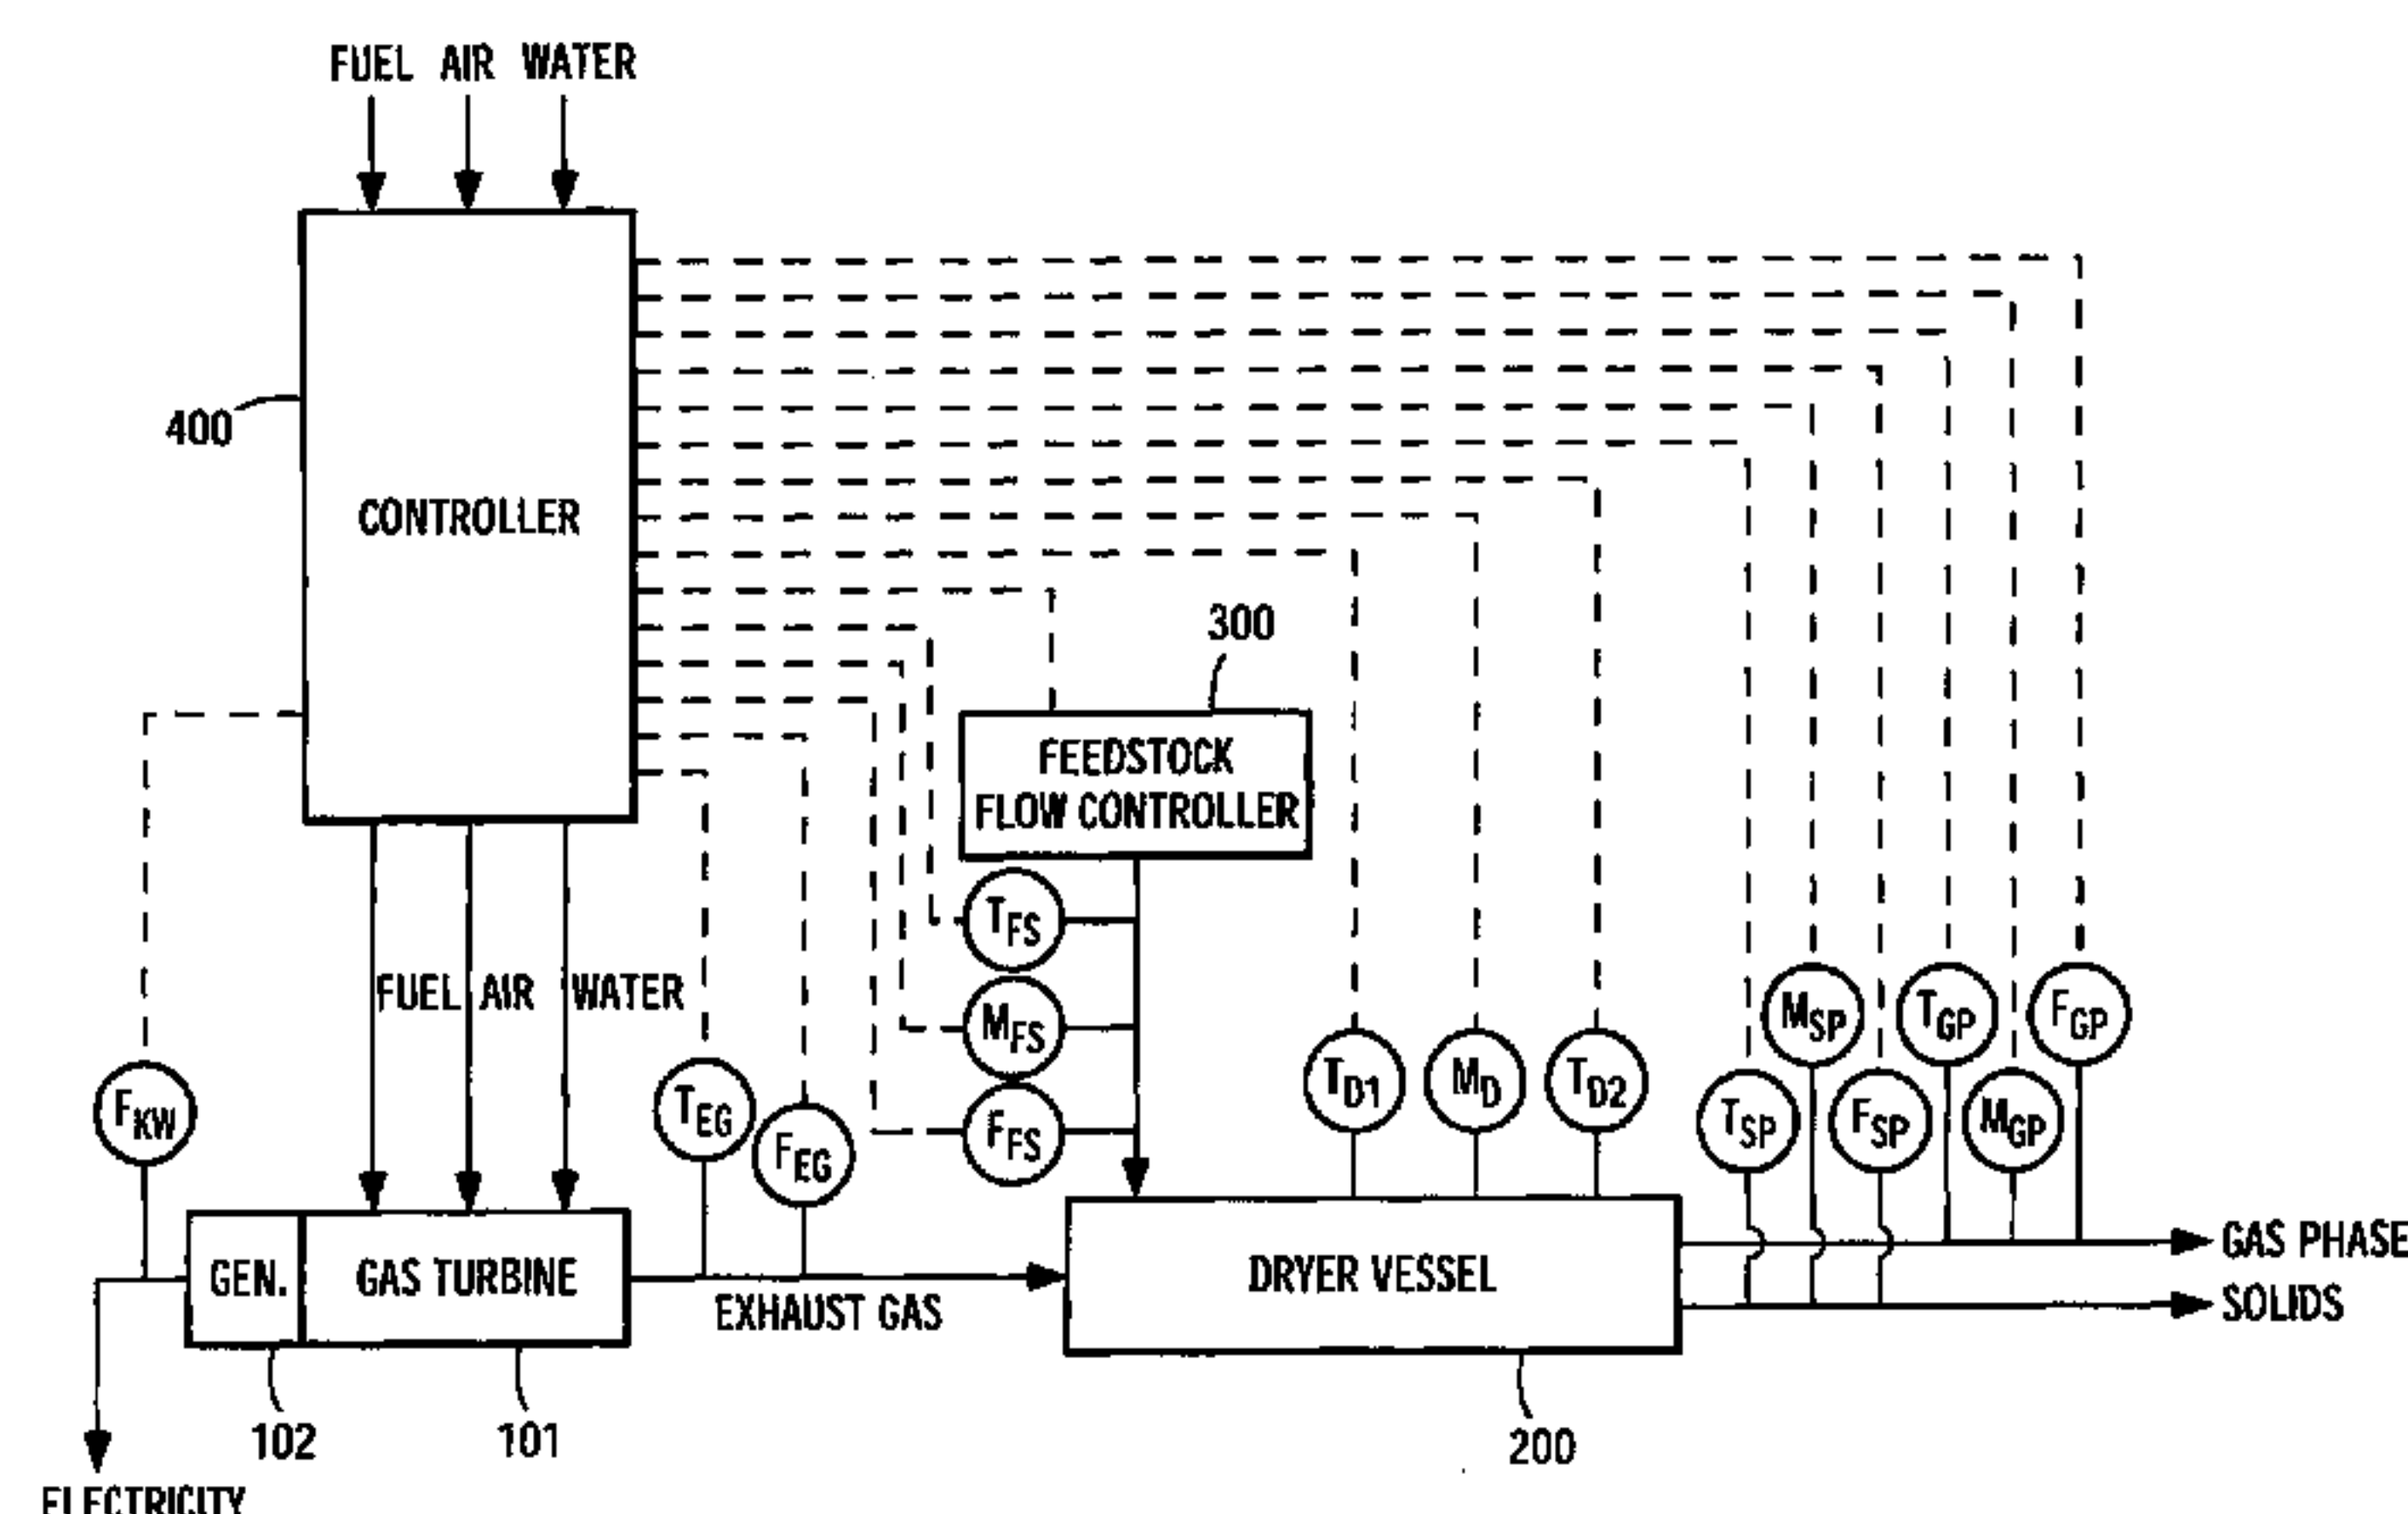 FUEL AIR WATER
400
CONTROLLER
300
FEEDSTOCK
FLOW CONTROLLER
TFS
FUEL AIR WATER
MFS
MSP TGP FGP
FKW TEG FEG
FFS
TD1 MD TD2
TSP FSP MGP
GEN. GAS TURBINE
EXHAUST GAS
DRYER VESSEL
GAS PHASE
SOLIDS
102 101 200
ELECTRICITY